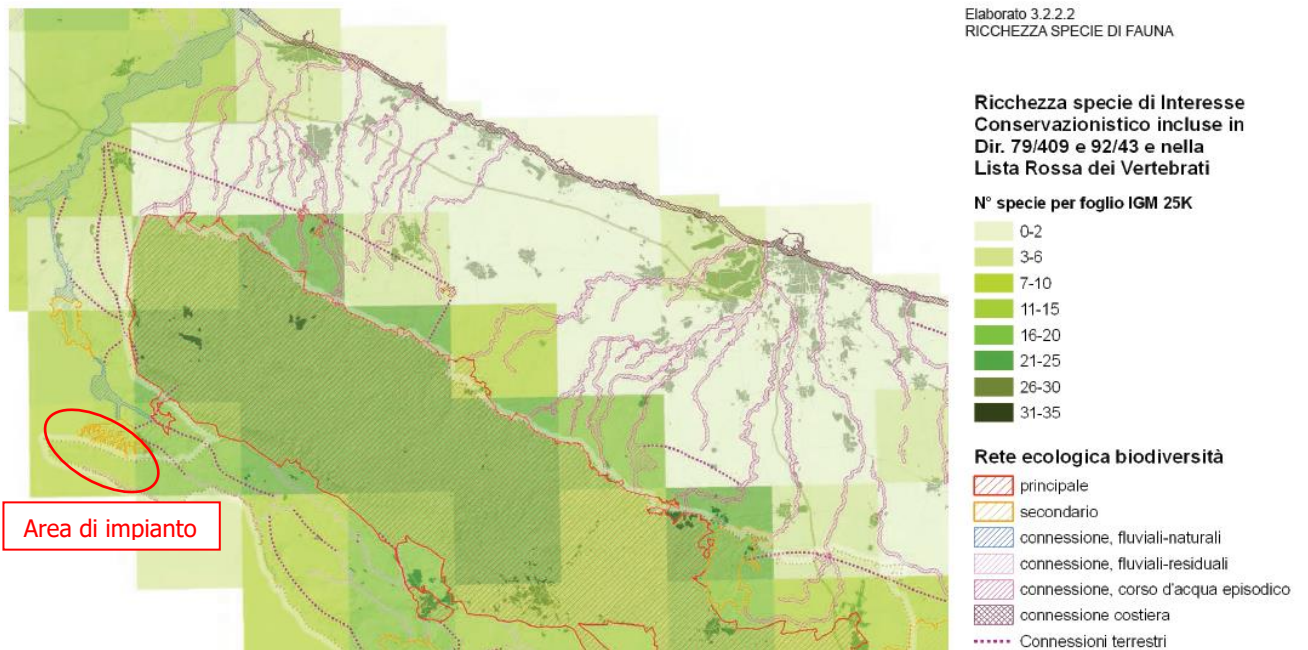 Elaborato 3.2.2.2
RICCHEZZA SPECIE DI FAUNA
Ricchezza specie di Interesse
Conservazionistico incluse in
Dir. 79/409 e 92/43 e nella
Lista Rossa dei Vertebrati
N° specie per foglio IGM 25K
0-2
3-6
7-10
11-15
16-20
21-25
26-30
31-35
Rete ecologica biodiversità
principale
secondario
connessione, fluviali-naturali
connessione, fluviali-residuali
connessione, corso d'acqua episodico
connessione costiera
Connessioni terrestri
Area di impianto